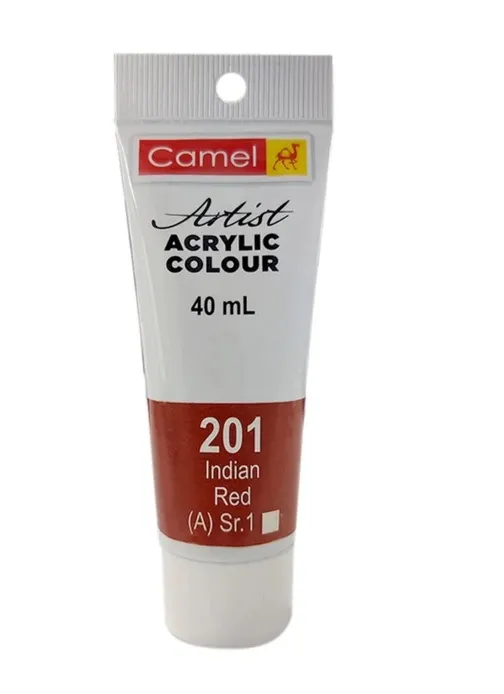 Camel
Artist
ACRYLIC
COLOUR
40 mL
201
Indian
Red
(A) Sr.1